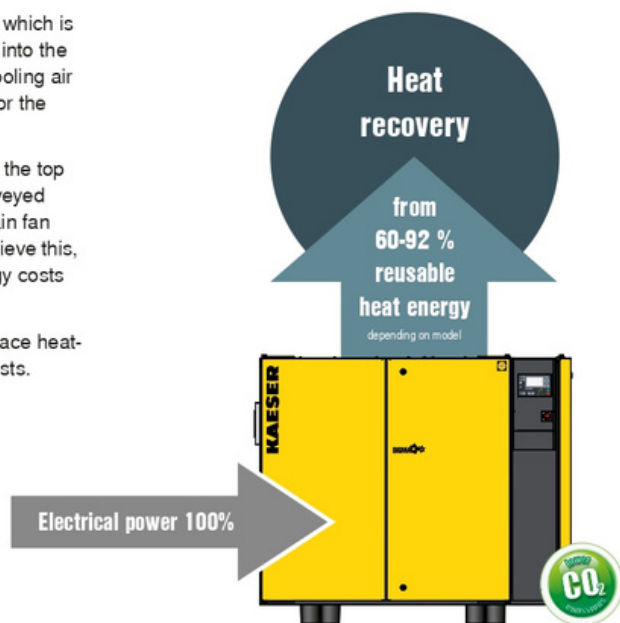 which is
into the
ooling air
or the
the top
veyed
in fan
ieve this,
gy costs
ace heat-
sts.
Heat
recovery
from
60-92 %
reusable
heat energy
depending on model
KAESER
Electrical power 100%
CO₂